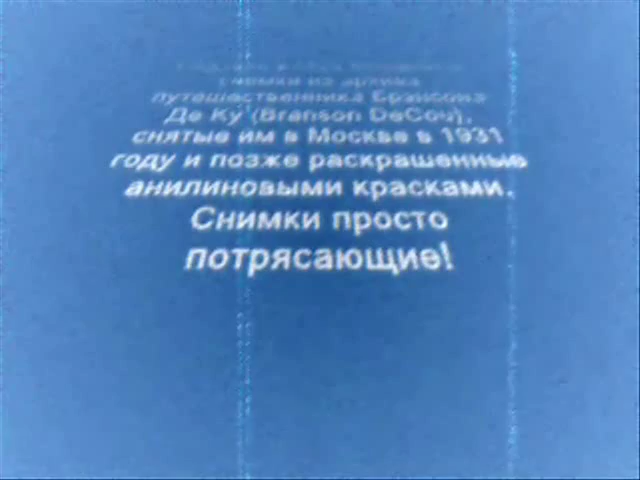 снимки из архива
путешественника Брэнсона
Де Ку (Branson DeCou),
снятые им в Москве в 1931
году и позже раскрашенные
анилиновыми красками.
Снимки просто
потрясающие!